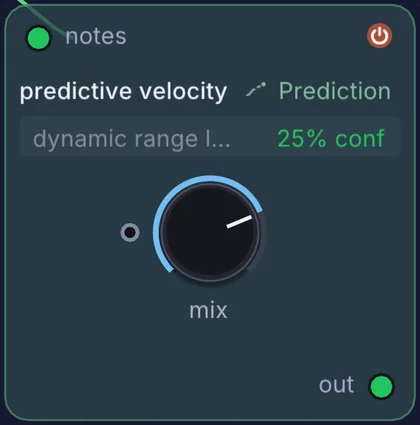 notes
predictive velocity Prediction
dynamic range l... 25% conf
mix
out